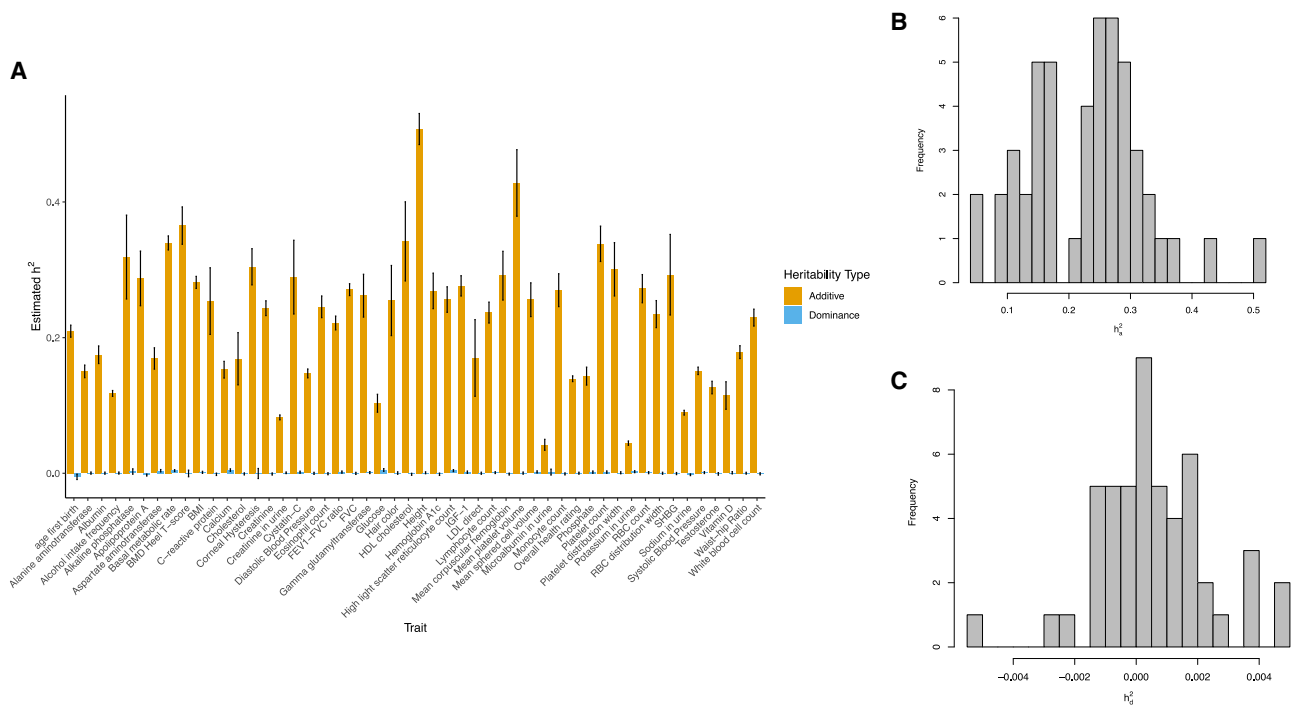 A
Estimated h²
0.4
0.2
0.0
age first birth
Alanine aminotransferase
Albumin
Alcohol intake frequency
Alkaline phosphatase
Apolipoprotein A
Aspartate aminotransferase
Basal metabolic rate
BMD Heel T−score
BMI
C−reactive protein
Calcium
Cholesterol
Corneal Hysteresis
Creatinine
Creatinine in urine
Cystatin−C
Diastolic Blood Pressure
Eosinophil count
FEV1−FVC ratio
FVC
Gamma glutamyltransferase
Glucose
Hair color
HDL cholesterol
Height
Hemoglobin A1c
High light scatter reticulocyte count
IGF−1
LDL direct
Lymphocyte count
Mean corpuscular hemoglobin
Mean platelet volume
Mean sphered cell volume
Microalbumin in urine
Monocyte count
Overall health rating
Phosphate
Platelet count
Platelet distribution width
Potassium in urine
RBC count
RBC distribution width
SHBG
Sodium in urine
Systolic Blood Pressure
Testosterone
Vitamin D
Waist−hip Ratio
White blood cell count
Trait
Heritability Type
Additive
Dominance
B
Frequency
6
5
4
3
2
1
0
0.1 0.2 0.3 0.4 0.5
h²a
C
Frequency
8
6
4
2
0
−0.004 −0.002 0.000 0.002 0.004
h²d